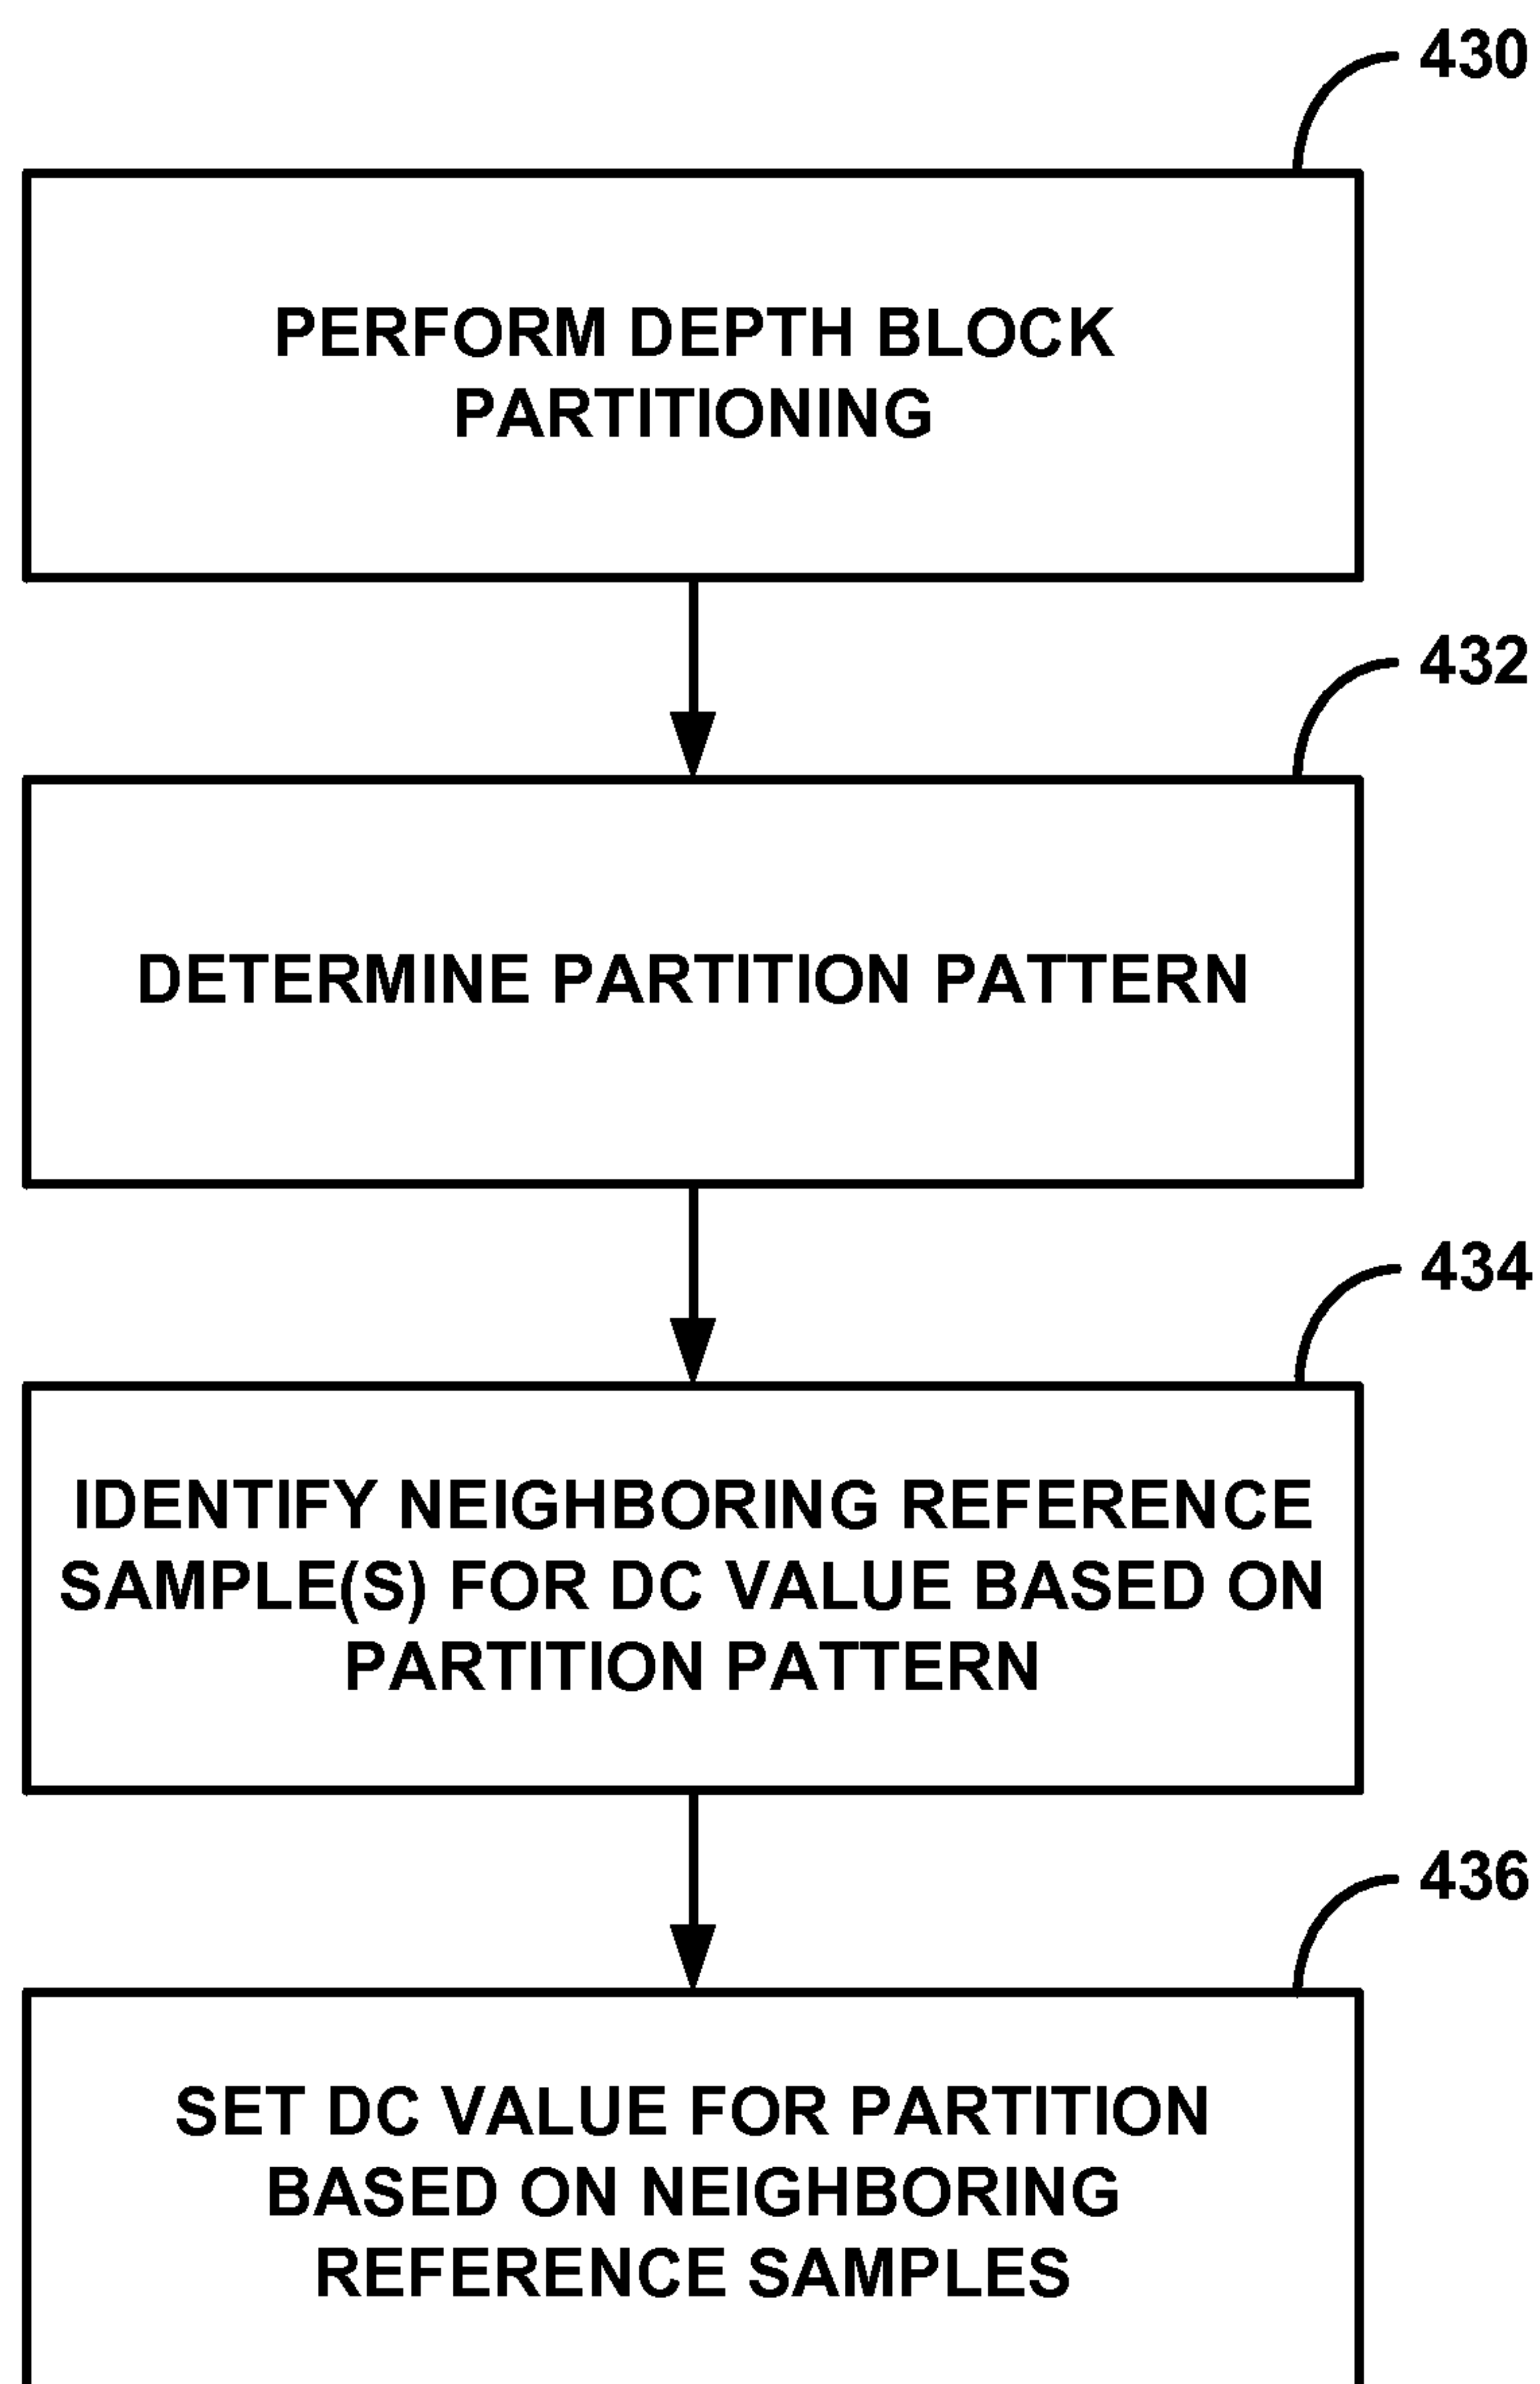 430
PERFORM DEPTH BLOCK
PARTITIONING
432
DETERMINE PARTITION PATTERN
434
IDENTIFY NEIGHBORING REFERENCE
SAMPLE(S) FOR DC VALUE BASED ON
PARTITION PATTERN
436
SET DC VALUE FOR PARTITION
BASED ON NEIGHBORING
REFERENCE SAMPLES